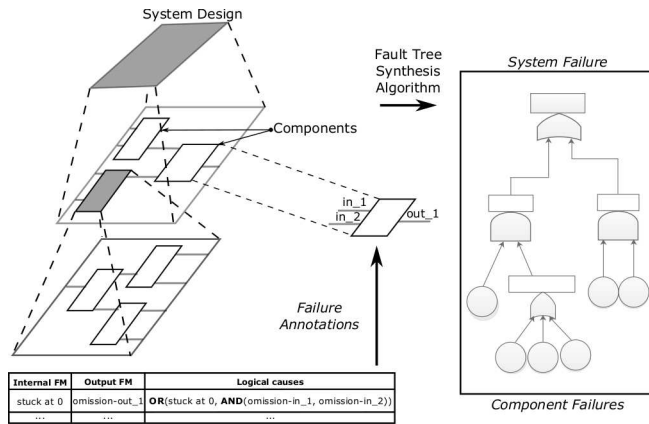 System Design
Fault Tree
Synthesis
Algorithm
System Failure
Components
in_1
in_2
out_1
Failure
Annotations
Internal FM Output FM Logical causes
stuck at 0 omission-out_1 OR(stuck at 0, AND(omission-in_1, omission-in_2))
... ... ...
Component Failures